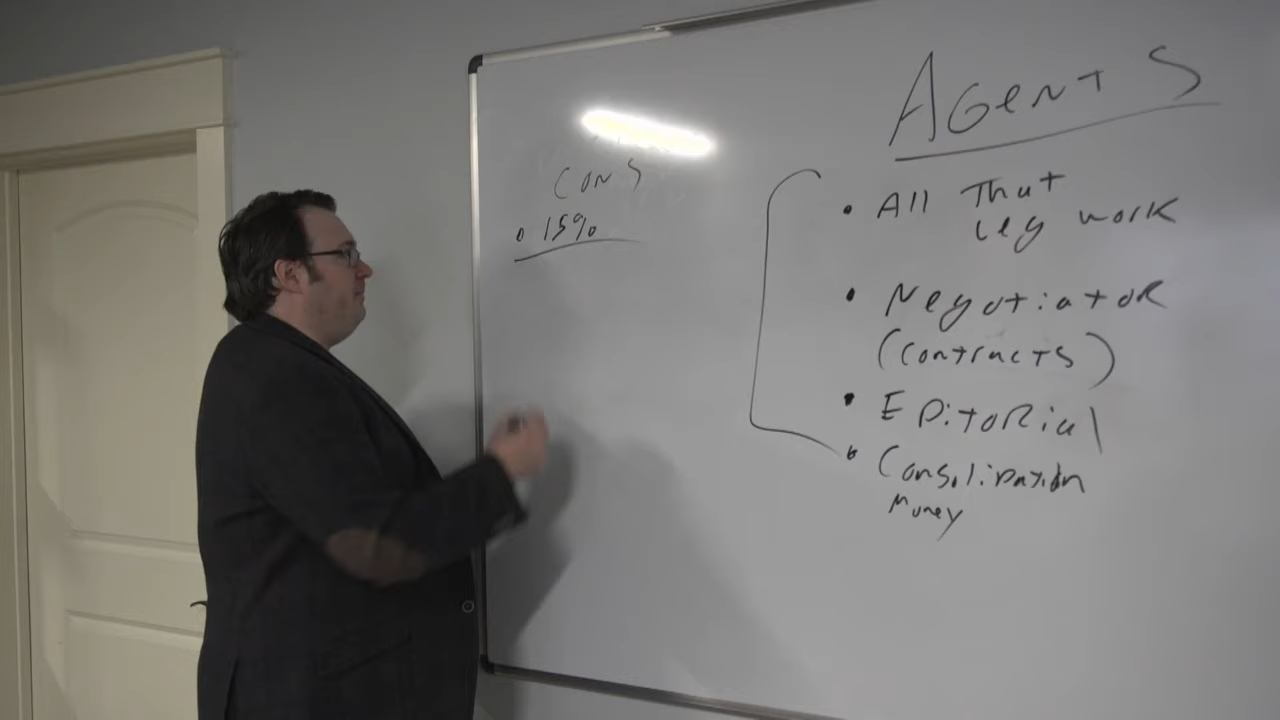 Agents
• All That
Leg work
• Negotiator
(contracts)
• Editorial
• Consolidation
Money
Cons
• 15%